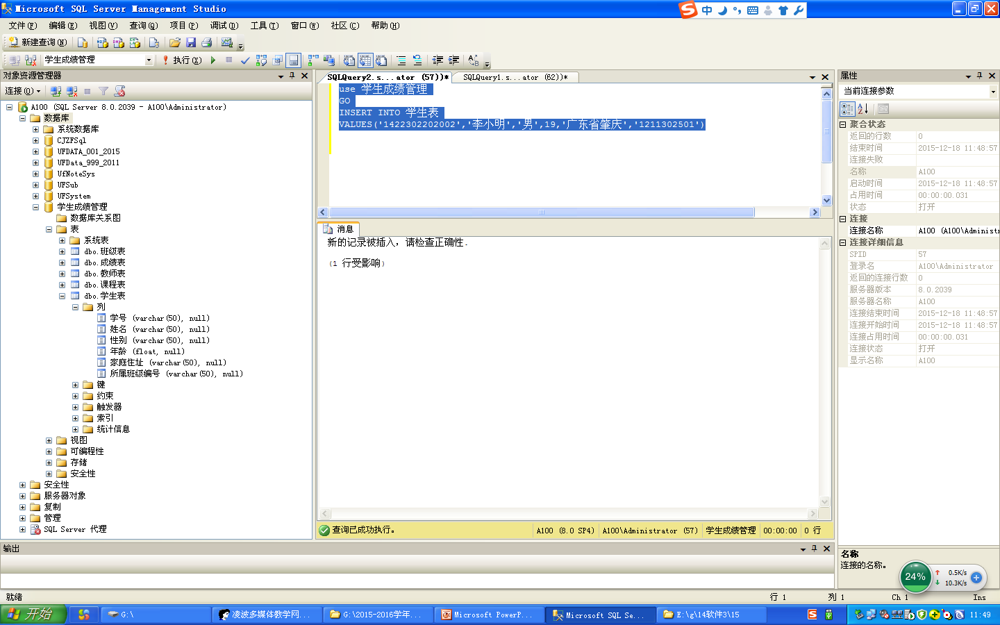 Microsoft SQL Server Management Studio
中
文件(F) 编辑(E) 视图(V) 查询(Q) 项目(P) 调试(D) 工具(T) 窗口(W) 社区(C) 帮助(H)
新建查询(N)
学生成绩管理 执行(X)
对象资源管理器
连接(O)
A100 (SQL Server 8.0.2039 - A100\Administrator)
数据库
系统数据库
CJZFSql
UFDATA_001_2015
UFData_999_2011
UfNoteSys
UFSub
UFSystem
学生成绩管理
数据库关系图
表
系统表
dbo.班级表
dbo.成绩表
dbo.教师表
dbo.课程表
dbo.学生表
列
学号 (varchar(50), null)
姓名 (varchar(50), null)
性别 (varchar(50), null)
年龄 (float, null)
家庭住址 (varchar(50), null)
所属班级编号 (varchar(50), null)
键
约束
触发器
索引
统计信息
视图
可编程性
存储
安全性
安全性
服务器对象
复制
管理
SQL Server 代理
SQLQuery2.s...ator (57))* SQLQuery1.s...ator (62))*
use 学生成绩管理
GO
INSERT INTO 学生表
VALUES('1422302202002','李小明','男',19,'广东省肇庆','1211302501')
消息
新的记录被插入，请检查正确性.
(1 行受影响)
查询已成功执行。 A100 (8.0 SP4) A100\Administrator (57) 学生成绩管理 00:00:00 0 行
属性
当前连接参数
聚合状态
返回的行数 0
结束时间 2015-12-18 11:48:57
连接失败
名称 A100
启动时间 2015-12-18 11:48:57
占用时间 00:00:00.031
状态 打开
连接
连接名称 A100 (A100\Administr
连接详细信息
SPID 57
登录名 A100\Administrator
返回的连接行数 0
服务器版本 8.0.2039
服务器名称 A100
连接结束时间 2015-12-18 11:48:57
连接开始时间 2015-12-18 11:48:57
连接占用时间 00:00:00.031
连接状态 打开
显示名称 A100
名称
连接的名称。
输出
24% 0.5K/s
10.3K/s
就绪 行 1 列 1 Ch 1 Ins
开始 G:\ 凌波多媒体教学网... G:\2015-2016学年... Microsoft PowerP... Microsoft SQL Se... E:\g\14软件3\15 11:49